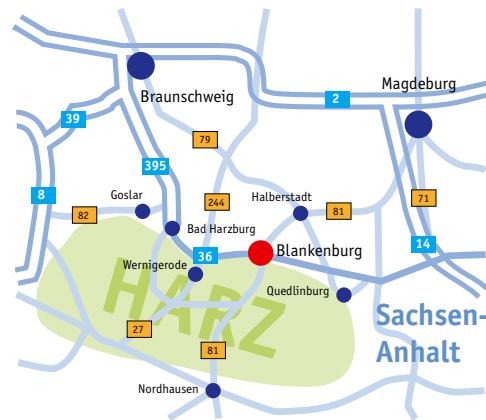 Braunschweig
Magdeburg
2
39
79
395
8
Goslar
82
244
Halberstadt
81
71
Bad Harzburg
36
Blankenburg
14
Wernigerode
HARZ
Quedlinburg
27
81
Sachsen-
Anhalt
Nordhausen